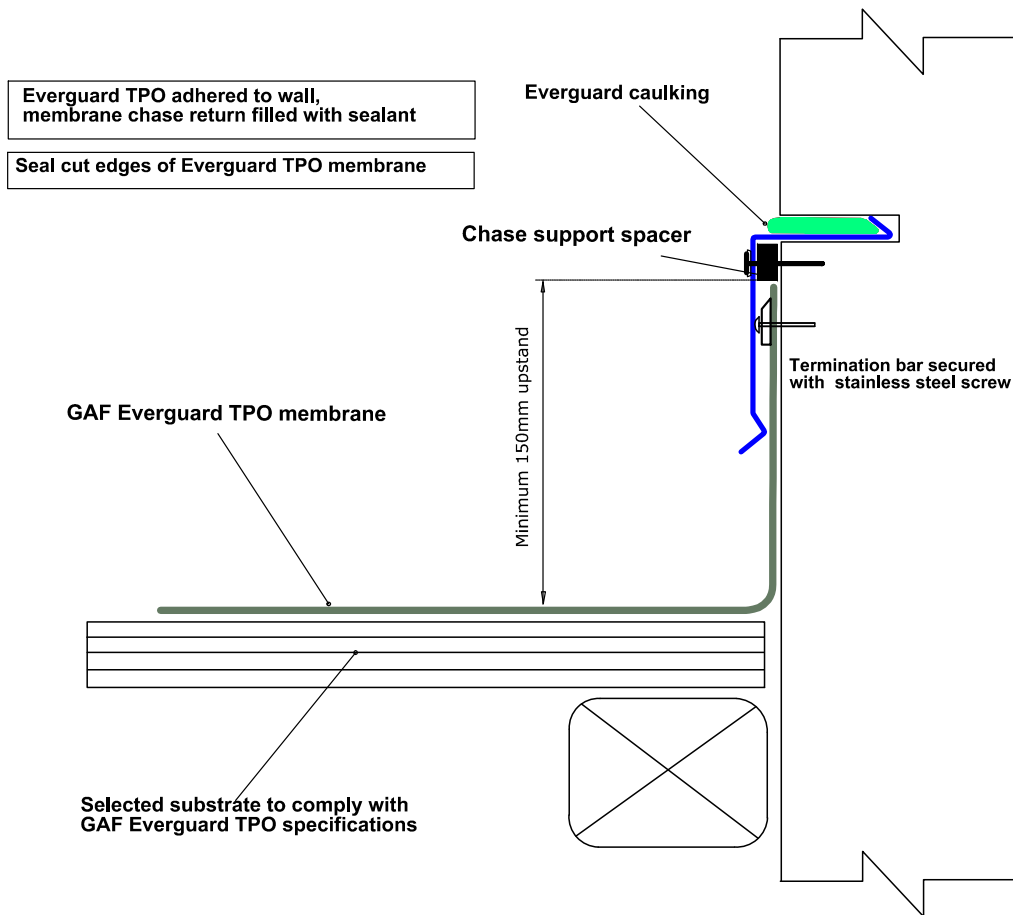 Everguard TPO adhered to wall,
membrane chase return filled with sealant
Seal cut edges of Everguard TPO membrane
Everguard caulking
Chase support spacer
Minimum 150mm upstand
Termination bar secured
with stainless steel screw
GAF Everguard TPO membrane
Selected substrate to comply with
GAF Everguard TPO specifications